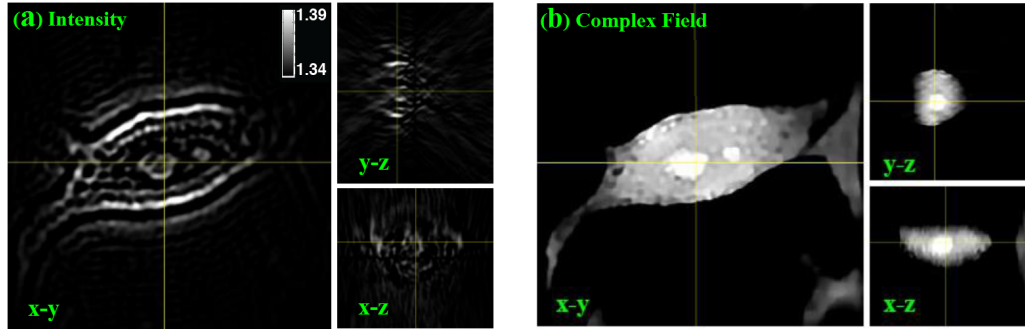 (a) Intensity
1.39
1.34
x-y
y-z
x-z
(b) Complex Field
x-y
y-z
x-z